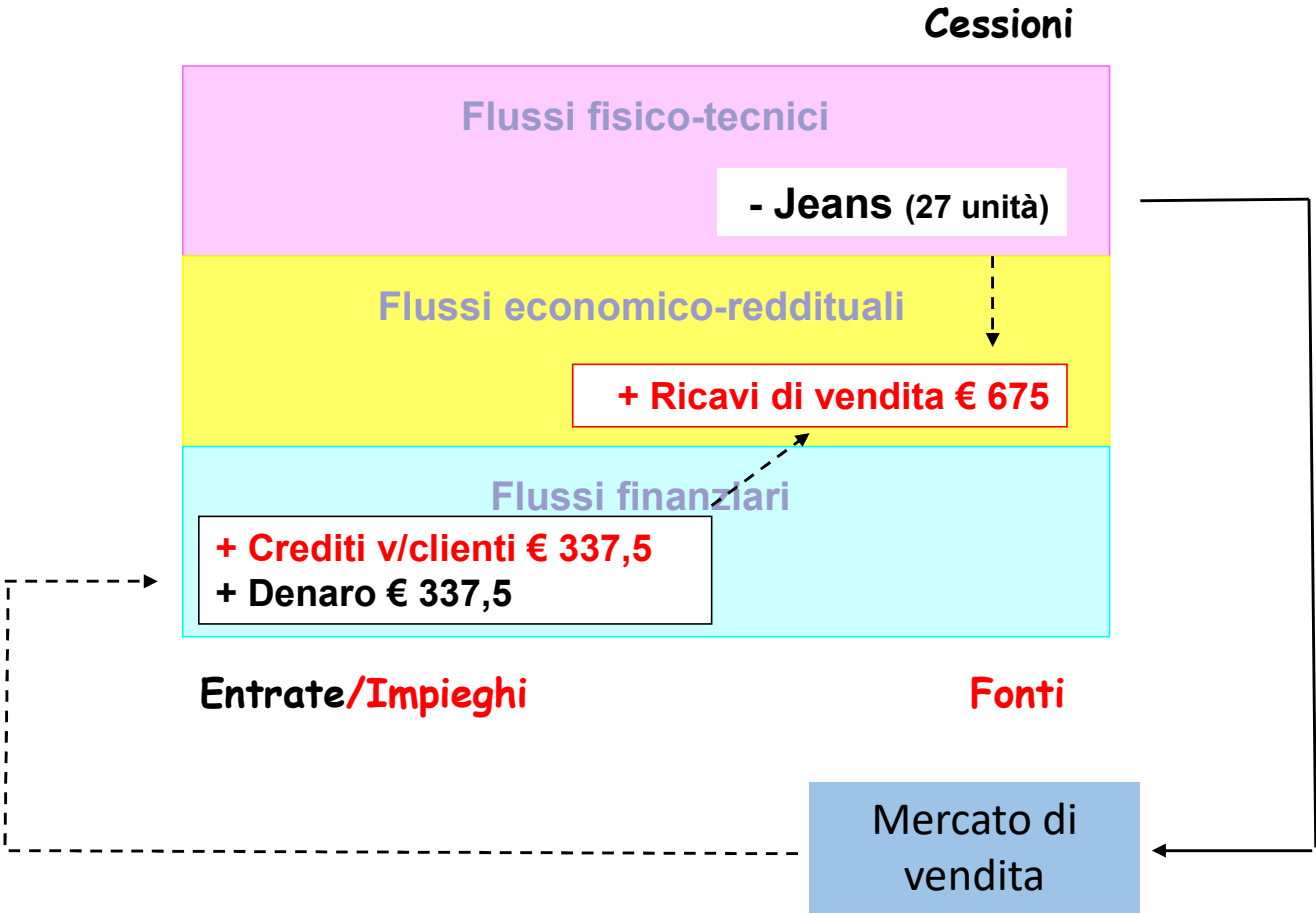 Cessioni
Flussi fisico-tecnici
- Jeans (27 unità)
Flussi economico-reddituali
+ Ricavi di vendita € 675
Flussi finanziari
+ Crediti v/clienti € 337,5
+ Denaro € 337,5
Entrate/Impieghi
Fonti
Mercato di
vendita